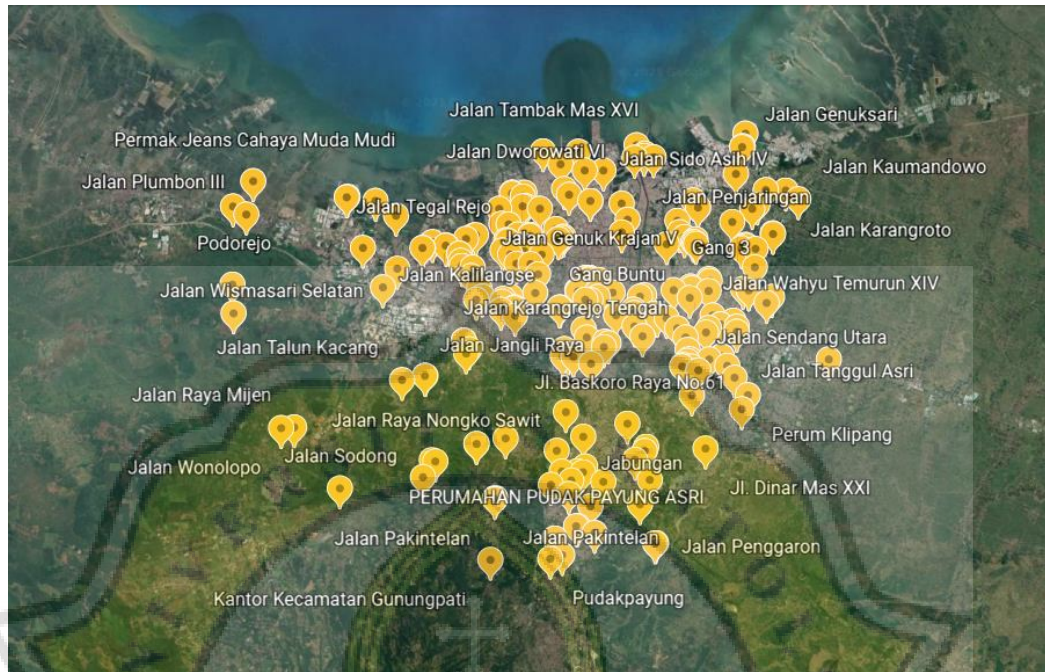 Jalan Tambak Mas XVI
Jalan Genuksari
Permak Jeans Cahaya Muda Mudi
Jalan Dworowati VI
Jalan Sido Asih IV
Jalan Kaumandowo
Jalan Plumbon III
Jalan Tegal Rejo
Jalan Penjaringan
Podorejo
Jalan Genuk Krajan V
Gang 3
Jalan Karangroto
Jalan Kalilangse
Gang Buntu
Jalan Wismasari Selatan
Jalan Wahyu Temurun XIV
Jalan Karangrejo Tengah
Jalan Talun Kacang
Jalan Jangli Raya
Jalan Sendang Utara
Jalan Tanggul Asri
Jl. Baskoro Raya No.61
Jalan Raya Mijen
Jalan Raya Nongko Sawit
Perum Klipang
Jalan Wonolopo
Jalan Sodong
Jabungan
Jl. Dinar Mas XXI
PERUMAHAN PUDAK PAYUNG ASRI
Jalan Pakintelan
Jalan Pakintelan
Jalan Penggaron
Kantor Kecamatan Gunungpati
Pudakpayung